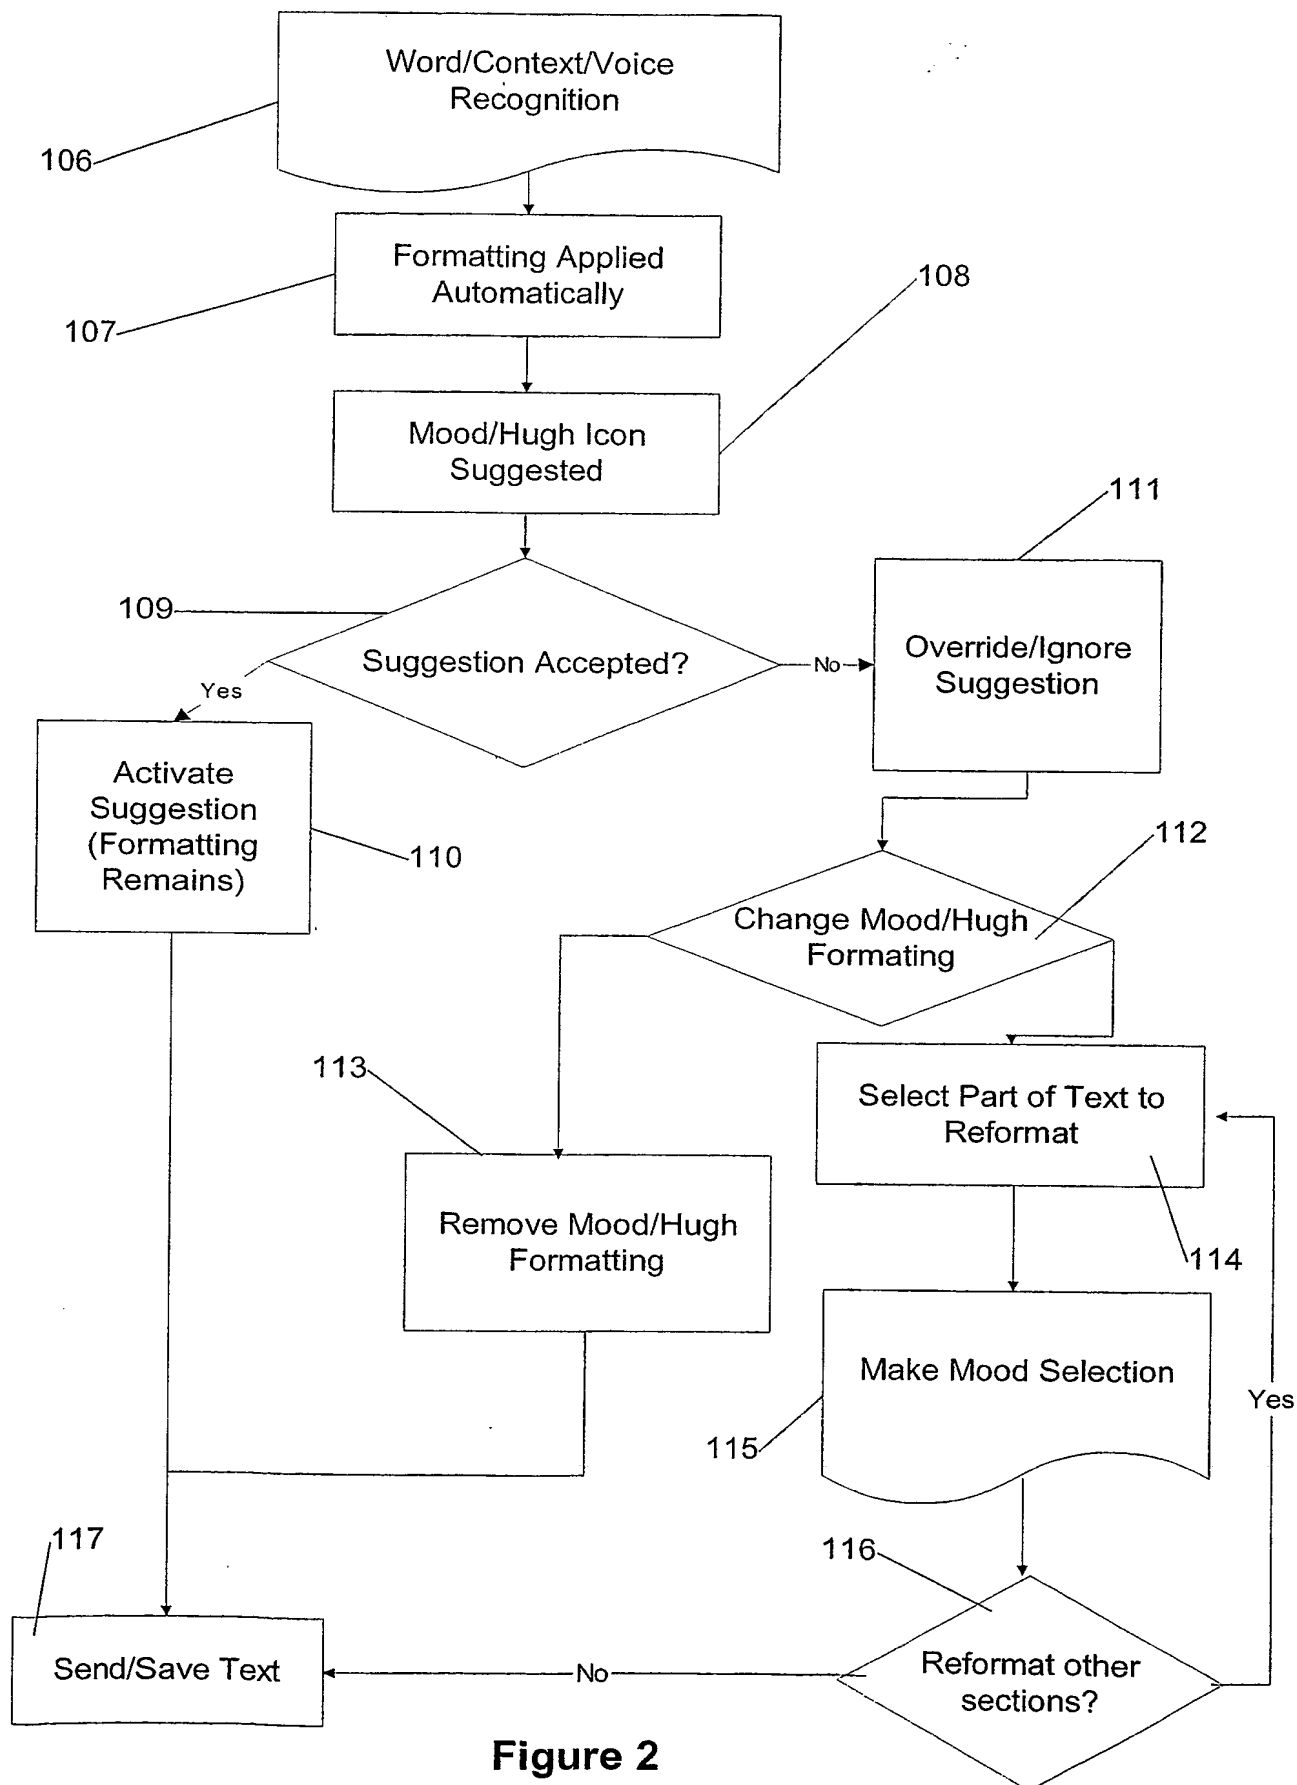 Word/Context/Voice
Recognition
106
Formatting Applied
Automatically
107
108
Mood/Hugh Icon
Suggested
111
109
Suggestion Accepted?
No
Override/Ignore
Suggestion
Yes
Activate
Suggestion
(Formatting
Remains)
110
112
Change Mood/Hugh
Formating
113
Select Part of Text to
Reformat
Remove Mood/Hugh
Formatting
114
Make Mood Selection
Yes
115
117
116
Send/Save Text
No
Reformat other
sections?
Figure 2